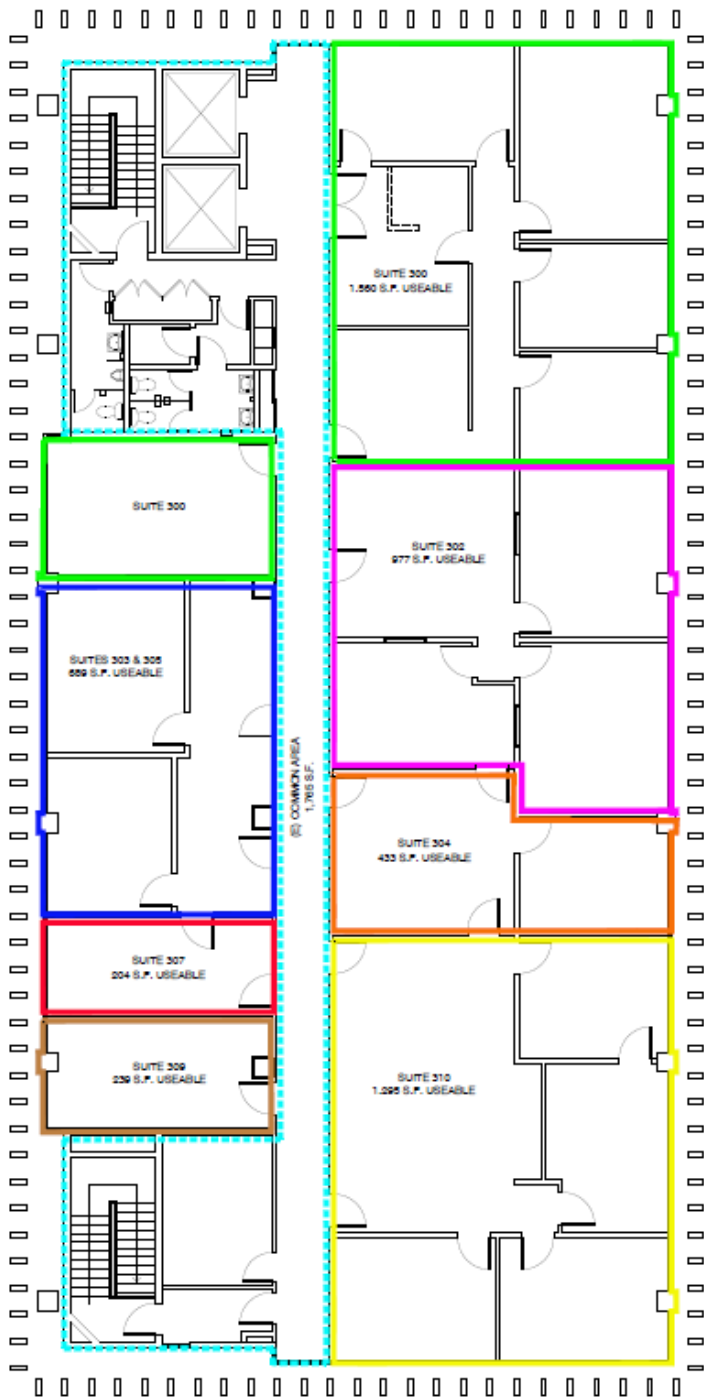 SUITE 300
1,560 S.F. USEABLE
SUITE 300
SUITE 302
977 S.F. USEABLE
SUITES 303 & 305
689 S.F. USEABLE
(E) COMMON AREA
1,765 S.F.
SUITE 304
433 S.F. USEABLE
SUITE 307
204 S.F. USEABLE
SUITE 309
239 S.F. USEABLE
SUITE 310
1,295 S.F. USEABLE